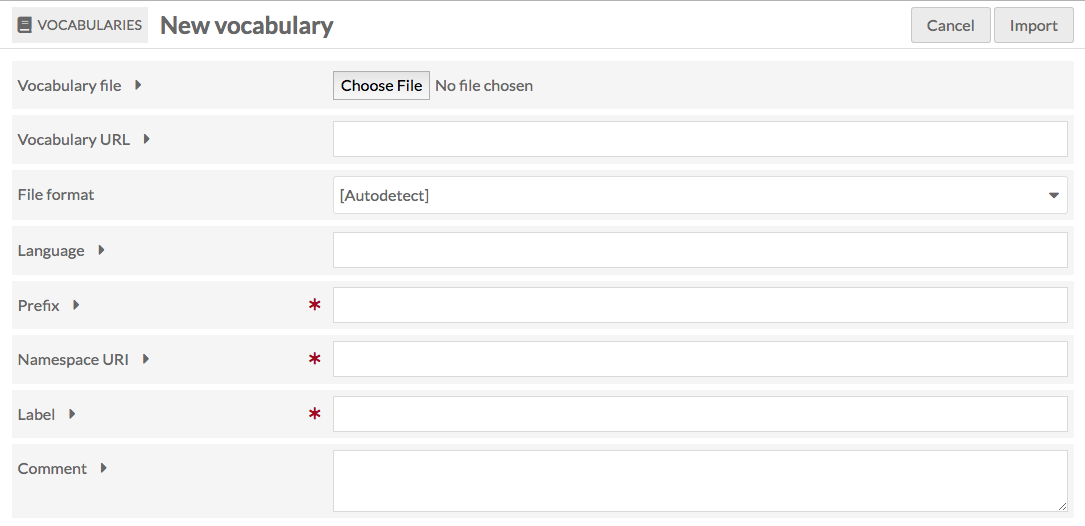 VOCABULARIES New vocabulary Cancel Import
Vocabulary file Choose File No file chosen
Vocabulary URL
File format [Autodetect]
Language
Prefix *
Namespace URI *
Label *
Comment